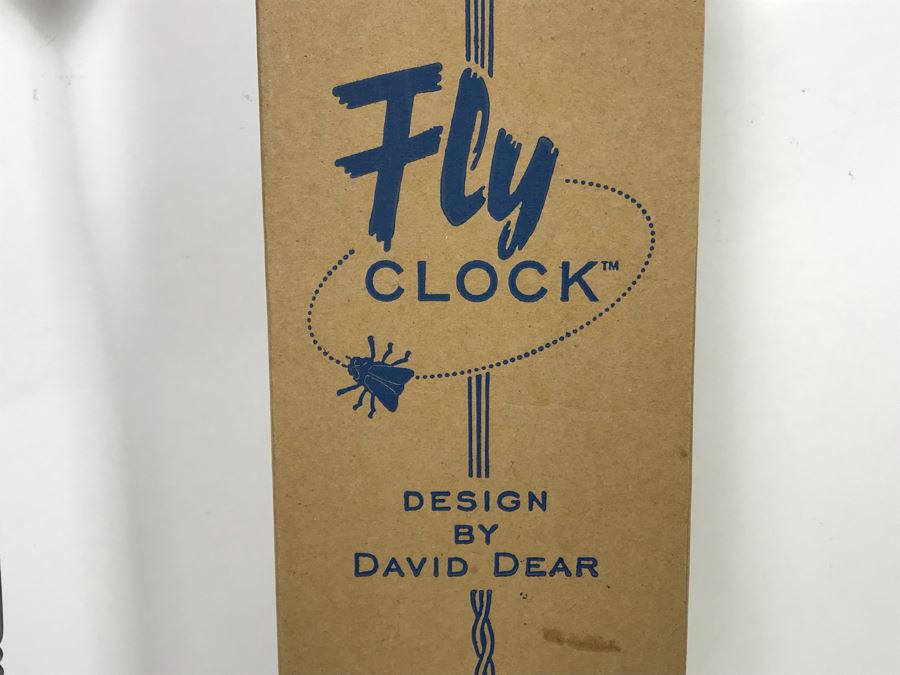 Fly
CLOCK™
DESIGN
BY
DAVID DEAR